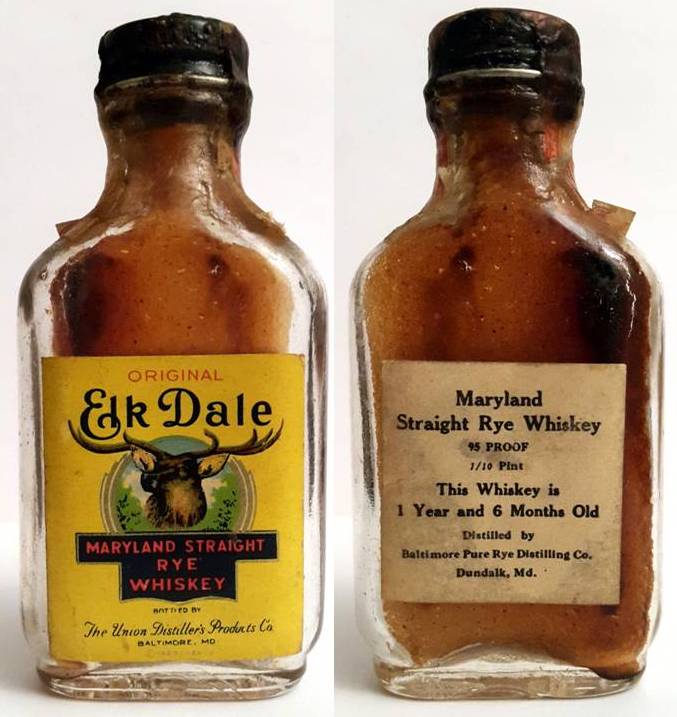 ORIGINAL
Elk Dale
MARYLAND STRAIGHT
RYE
WHISKEY
BOTTLED BY
The Union Distiller's Products Co.
BALTIMORE, MD
Maryland
Straight Rye Whiskey
95 PROOF
1/10 Pint
This Whiskey is
1 Year and 6 Months Old
Distilled by
Baltimore Pure Rye Distilling Co.
Dundalk, Md.